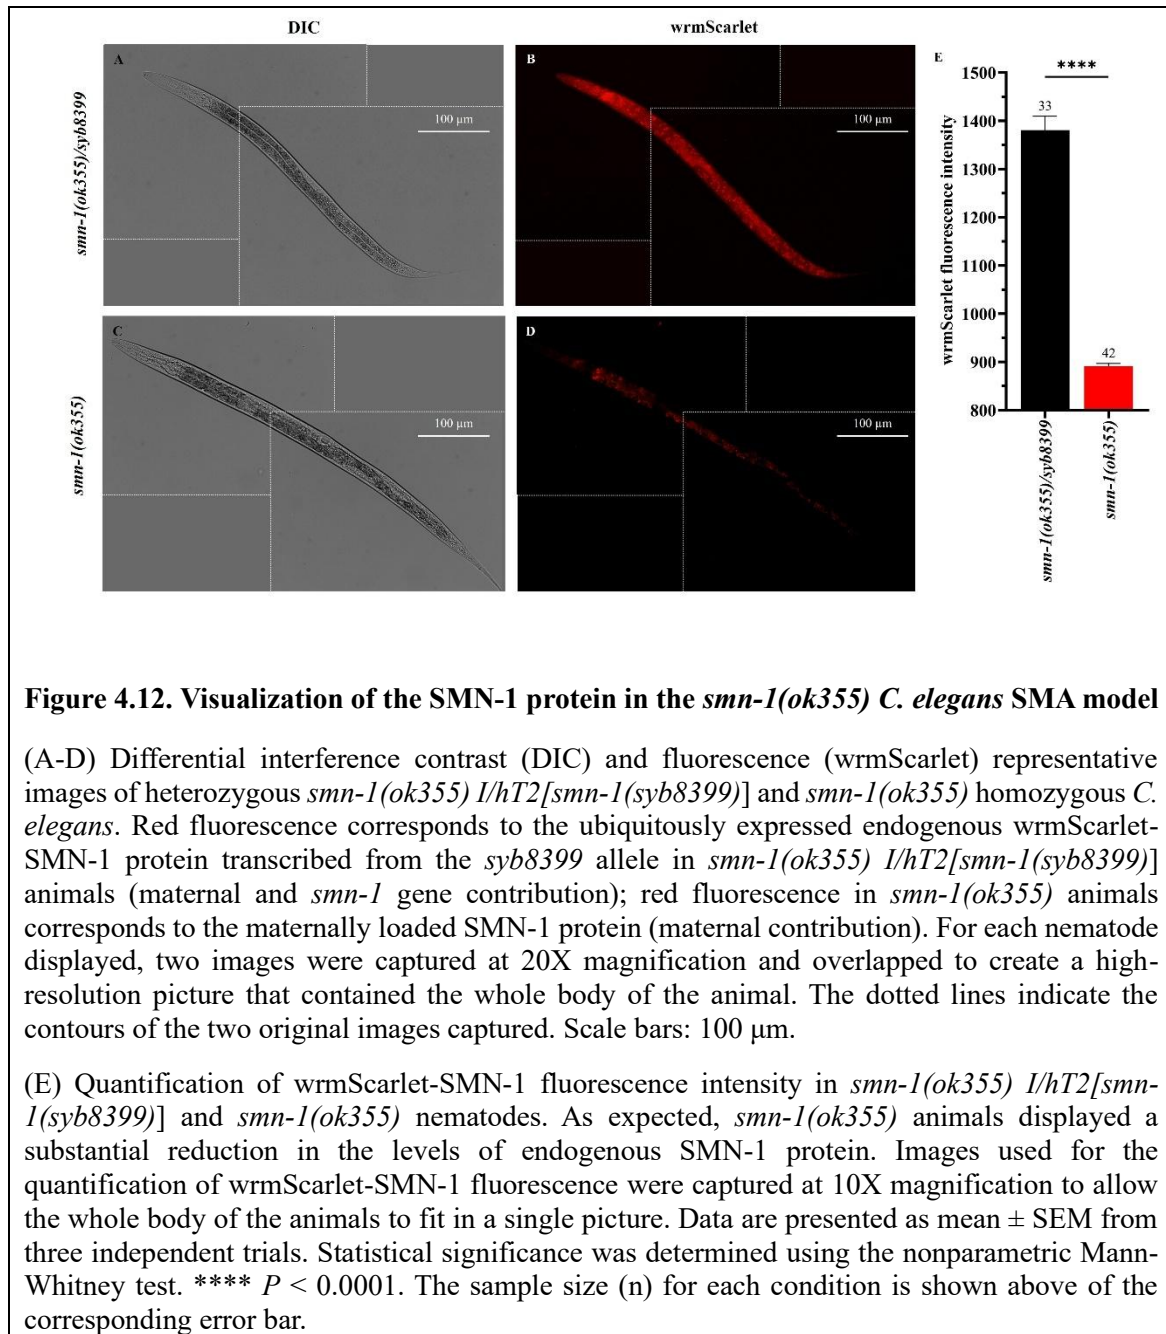 DIC
wrmScarlet
smn-1(ok355)/syb8399
A
100 µm
B
100 µm
smn-1(ok355)
C
100 µm
D
100 µm
E
wrmScarlet fluorescence intensity
1500
1400
1300
1200
1100
1000
900
800
****
33
42
smn-1(ok355)/syb8399
smn-1(ok355)
Figure 4.12. Visualization of the SMN-1 protein in the smn-1(ok355) C. elegans SMA model
(A-D) Differential interference contrast (DIC) and fluorescence (wrmScarlet) representative
images of heterozygous smn-1(ok355) I/hT2[smn-1(syb8399)] and smn-1(ok355) homozygous C.
elegans. Red fluorescence corresponds to the ubiquitously expressed endogenous wrmScarlet-
SMN-1 protein transcribed from the syb8399 allele in smn-1(ok355) I/hT2[smn-1(syb8399)]
animals (maternal and smn-1 gene contribution); red fluorescence in smn-1(ok355) animals
corresponds to the maternally loaded SMN-1 protein (maternal contribution). For each nematode
displayed, two images were captured at 20X magnification and overlapped to create a high-
resolution picture that contained the whole body of the animal. The dotted lines indicate the
contours of the two original images captured. Scale bars: 100 μm.
(E) Quantification of wrmScarlet-SMN-1 fluorescence intensity in smn-1(ok355) I/hT2[smn-
1(syb8399)] and smn-1(ok355) nematodes. As expected, smn-1(ok355) animals displayed a
substantial reduction in the levels of endogenous SMN-1 protein. Images used for the
quantification of wrmScarlet-SMN-1 fluorescence were captured at 10X magnification to allow
the whole body of the animals to fit in a single picture. Data are presented as mean ± SEM from
three independent trials. Statistical significance was determined using the nonparametric Mann-
Whitney test. **** P < 0.0001. The sample size (n) for each condition is shown above of the
corresponding error bar.